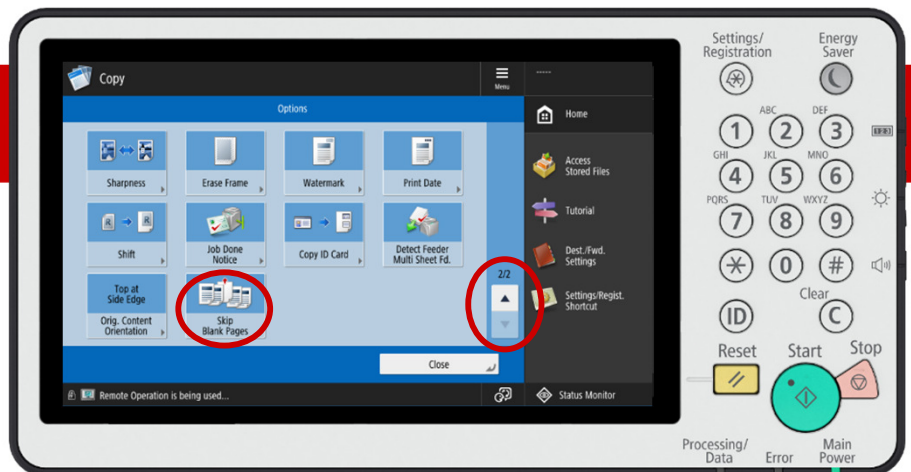 Copy
Menu
-----
Options
Sharpness
Erase Frame
Watermark
Print Date
Shift
Job Done
Notice
Copy ID Card
Detect Feeder
Multi Sheet Fd.
Top at
Side Edge
Orig. Content
Orientation
Skip
Blank Pages
2/2
Close
Remote Operation is being used...
Home
Access
Stored Files
Tutorial
Dest./Fwd.
Settings
Settings/Regist.
Shortcut
Status Monitor
Settings/
Registration
Energy
Saver
1
ABC
2
DEF
3
GHI
4
JKL
5
MNO
6
PQRS
7
TUV
8
WXYZ
9
0
#
ID
Clear
C
Reset
Start
Stop
Processing/
Data
Error
Main
Power